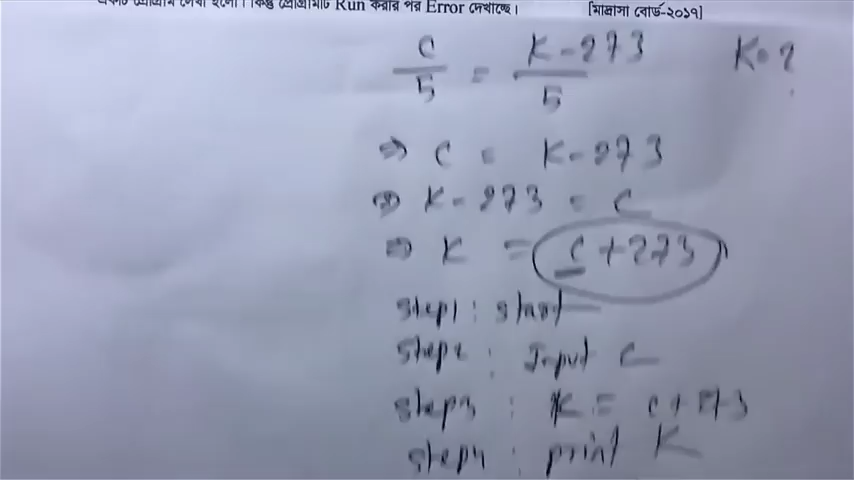 প্রোগ্রাম লেখা হলো। কিন্তু প্রোগ্রামটি Run করার পর Error দেখাচ্ছে। [মাদ্রাসা বোর্ড-২০১৭]
C/5 = K-273/5 K=?
⇒ C = K-273
⇒ K-273 = C
⇒ K = C+273
Step1 : Start
Step2 : Input C
Step3 : K = C+273
Step4 : print K